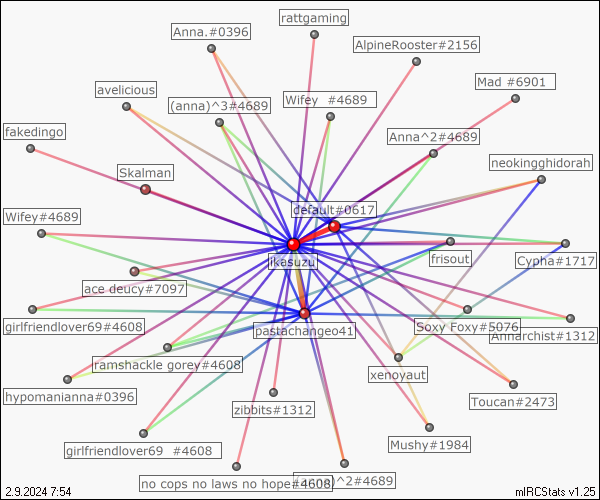 rattgaming
Anna.#0396
AlpineRooster#2156
Mad #6901
avelicious
(anna)^3#4689
Wifey #4689
fakedingo
Anna^2#4689
neokingghidorah
Skalman
default#0617
Wifey#4689
ikesuzu
frisout
Cypha#1717
ace deucy#7097
girlfriendlover69#4608
pastachangeo41
Soxy Foxy#5076
Annarchist#1312
ramshackle gorey#4608
xenoyaut
hypomanianna#0396
zibbits#1312
Toucan#2473
girlfriendlover69 #4608
Mushy#1984
no cops no laws no hope#4608
)^2#4689
2.9.2024 7:54
mIRCStats v1.25